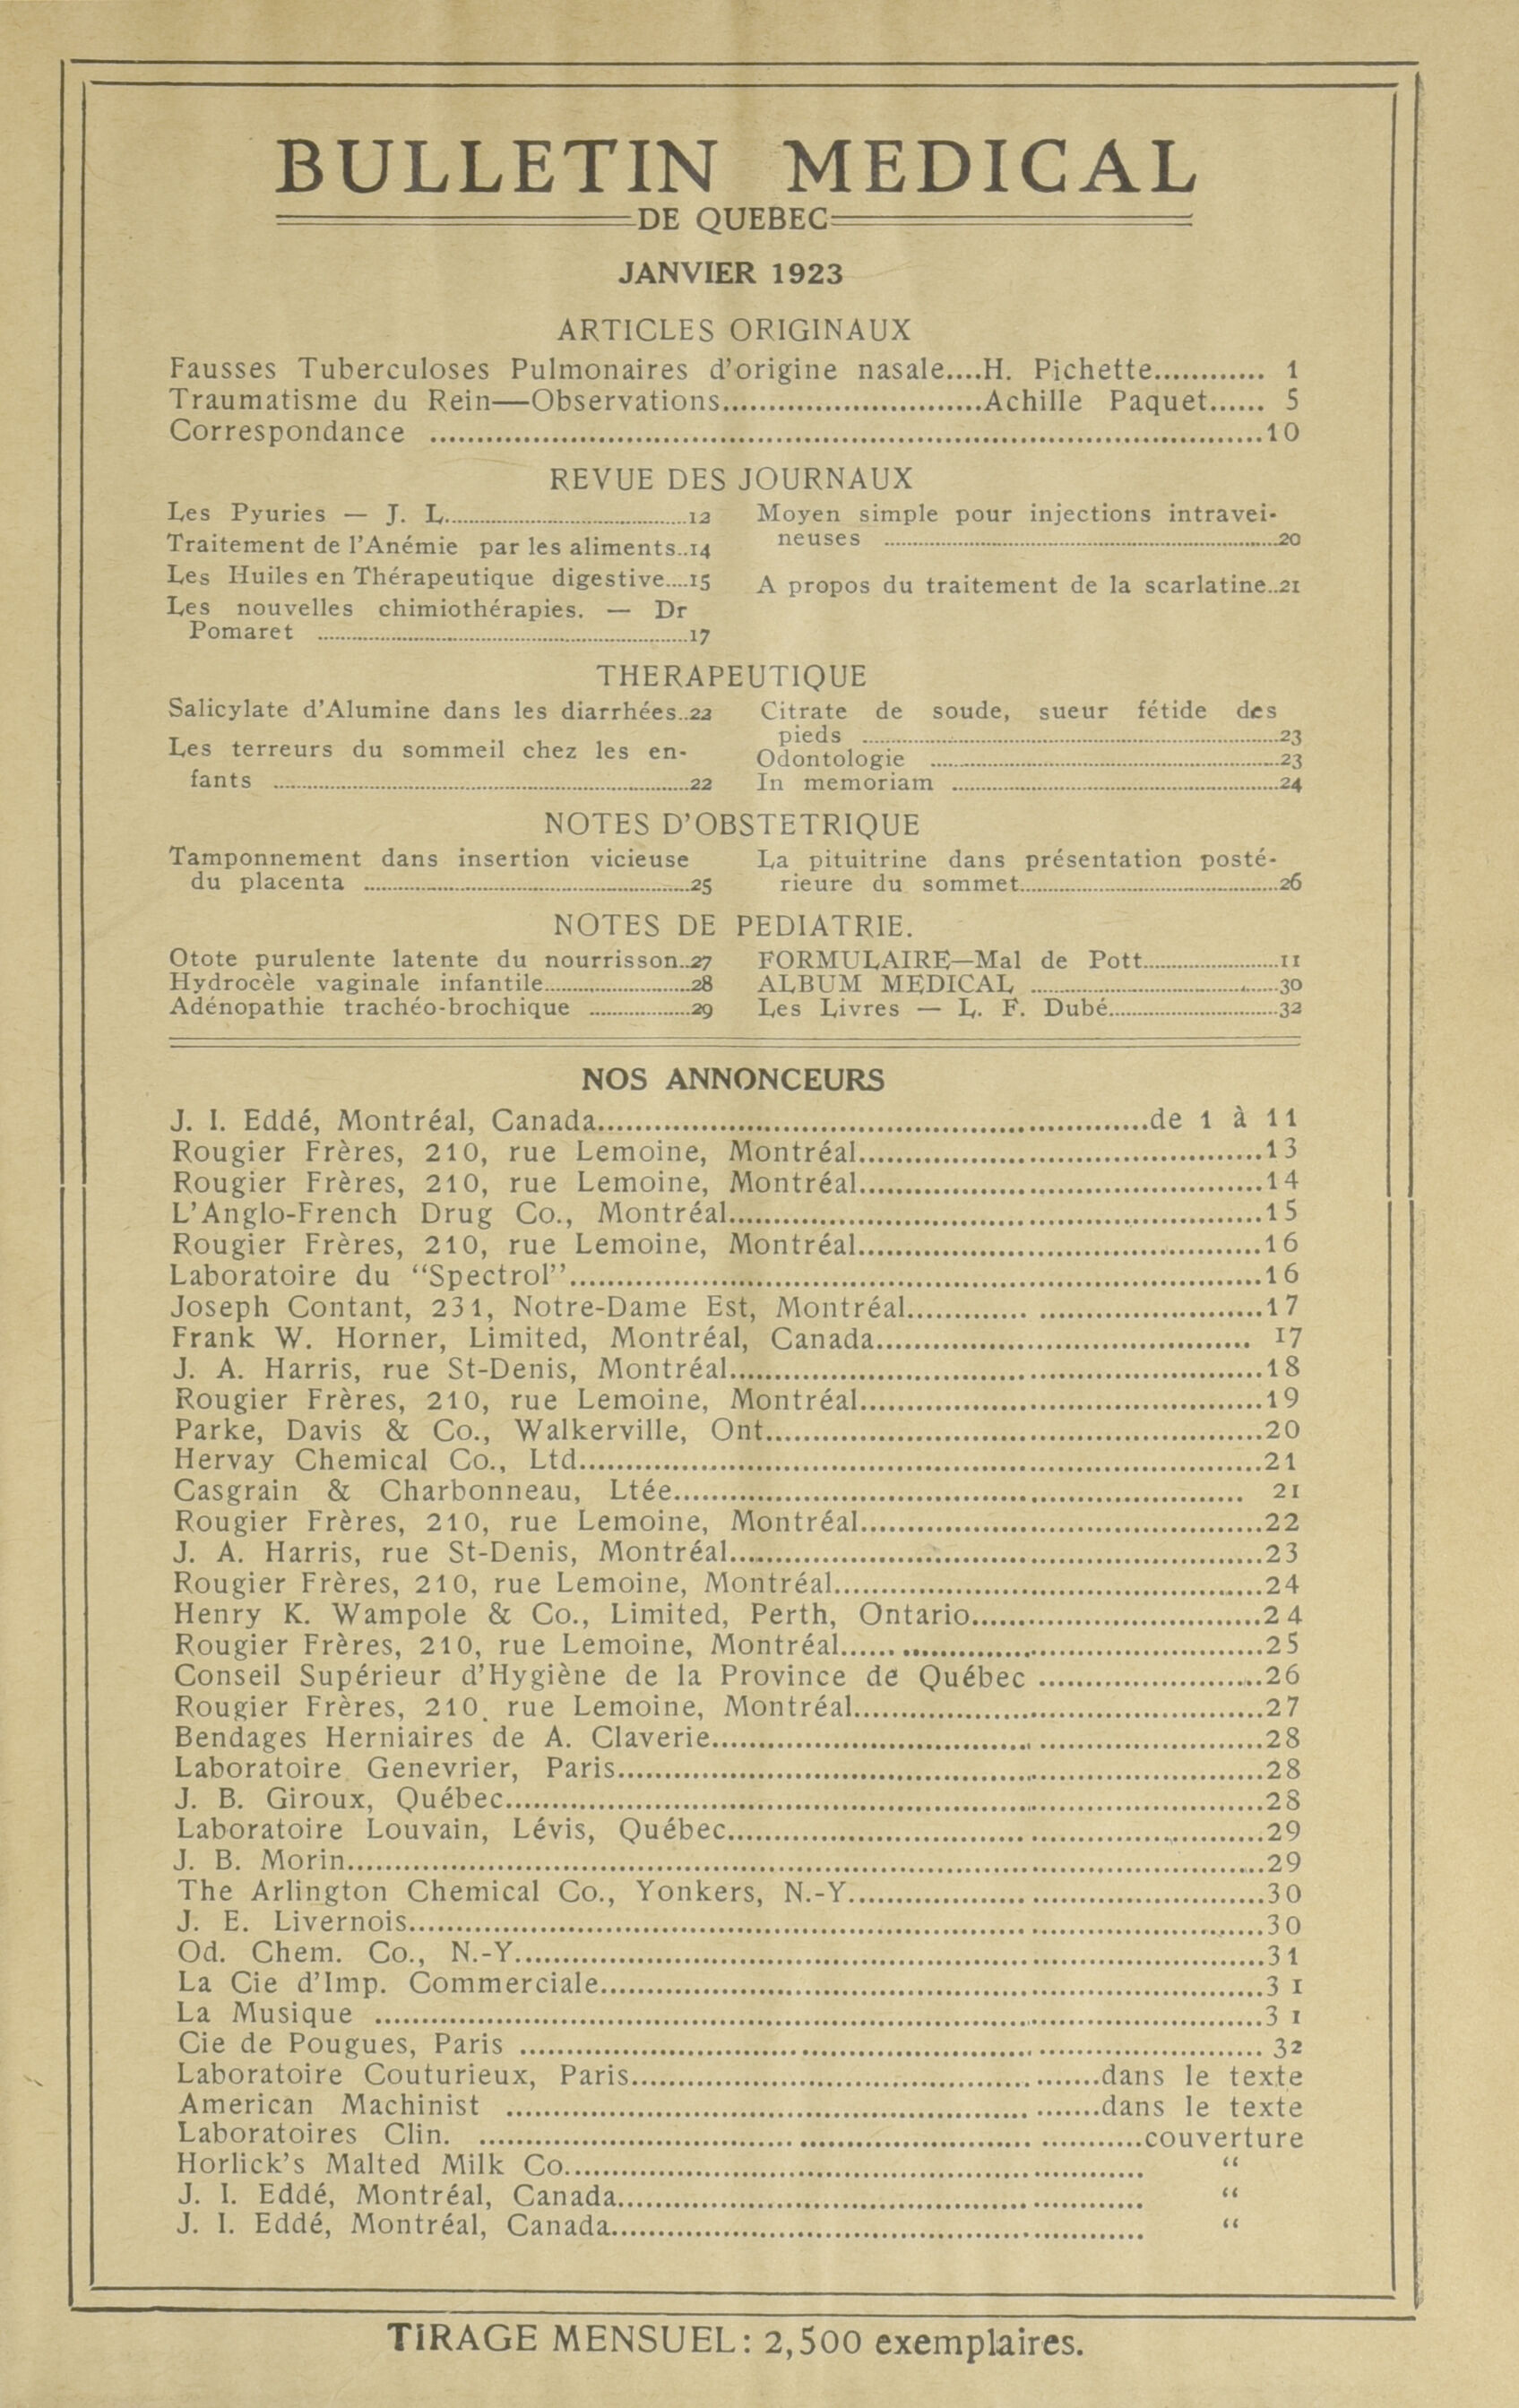 BULLETIN MEDICAL
DE QUEBEC
JANVIER 1923
ARTICLES ORIGINAUX
Fausses Tuberculoses Pulmonaires d'origine nasale....H. Pichette............ 1
Traumatisme du Rein—Observations............................Achille Paquet...... 5
Correspondance ..........................................................................................10
REVUE DES JOURNAUX
Les Pyuries — J. L..........................................12
Traitement de l'Anémie par les aliments..14
Les Huiles en Thérapeutique digestive....15
Les nouvelles chimiothérapies. — Dr
Pomaret ..........................................................17
Moyen simple pour injections intravei-
neuses ..........................................................20
A propos du traitement de la scarlatine..21
THERAPEUTIQUE
Salicylate d'Alumine dans les diarrhées..22
Les terreurs du sommeil chez les en-
fants ..........................................................22
Citrate de soude, sueur fétide des
pieds ..........................................................23
Odontologie ..................................................23
In memoriam ..................................................24
NOTES D'OBSTETRIQUE
Tamponnement dans insertion vicieuse
du placenta ..................................................25
La pituitrine dans présentation posté-
rieure du sommet..........................................26
NOTES DE PEDIATRIE.
Otote purulente latente du nourrisson..27
Hydrocèle vaginale infantile........................28
Adénopathie trachéo-brochique ................29
FORMULAIRE—Mal de Pott......................11
ALBUM MEDICAL ......................................30
Les Livres — L. F. Dubé..........................32
NOS ANNONCEURS
J. I. Eddé, Montréal, Canada............................................................de 1 à 11
Rougier Frères, 210, rue Lemoine, Montréal............................................13
Rougier Frères, 210, rue Lemoine, Montréal............................................14
L'Anglo-French Drug Co., Montréal..........................................................15
Rougier Frères, 210, rue Lemoine, Montréal............................................16
Laboratoire du “Spectrol”..........................................................................16
Joseph Contant, 231, Notre-Dame Est, Montréal......................................17
Frank W. Horner, Limited, Montréal, Canada......................................... 17
J. A. Harris, rue St-Denis, Montréal..........................................................18
Rougier Frères, 210, rue Lemoine, Montréal............................................19
Parke, Davis & Co., Walkerville, Ont......................................................20
Hervay Chemical Co., Ltd..........................................................................21
Casgrain & Charbonneau, Ltée.............................................................. 21
Rougier Frères, 210, rue Lemoine, Montréal............................................22
J. A. Harris, rue St-Denis, Montréal..........................................................23
Rougier Frères, 210, rue Lemoine, Montréal..............................................24
Henry K. Wampole & Co., Limited, Perth, Ontario................................24
Rougier Frères, 210, rue Lemoine, Montréal..............................................25
Conseil Supérieur d'Hygiène de la Province de Québec ........................26
Rougier Frères, 210, rue Lemoine, Montréal............................................27
Bendages Herniaires de A. Claverie............................................................28
Laboratoire Genevrier, Paris......................................................................28
J. B. Giroux, Québec..................................................................................28
Laboratoire Louvain, Lévis, Québec..........................................................29
J. B. Morin..................................................................................................29
The Arlington Chemical Co., Yonkers, N.-Y.............................................30
J. E. Livernois............................................................................................30
Od. Chem. Co., N.-Y..................................................................................31
La Cie d'Imp. Commerciale........................................................................31
La Musique ................................................................................................31
Cie de Pougues, Paris ................................................................................ 32
Laboratoire Couturieux, Paris..................................................dans le texte
American Machinist ................................................................dans le texte
Laboratoires Clin. ......................................................................couverture
Horlick's Malted Milk Co.............................................................. “
J. I. Eddé, Montréal, Canada........................................................ “
J. I. Eddé, Montréal, Canada........................................................ “
TIRAGE MENSUEL: 2,500 exemplaires.